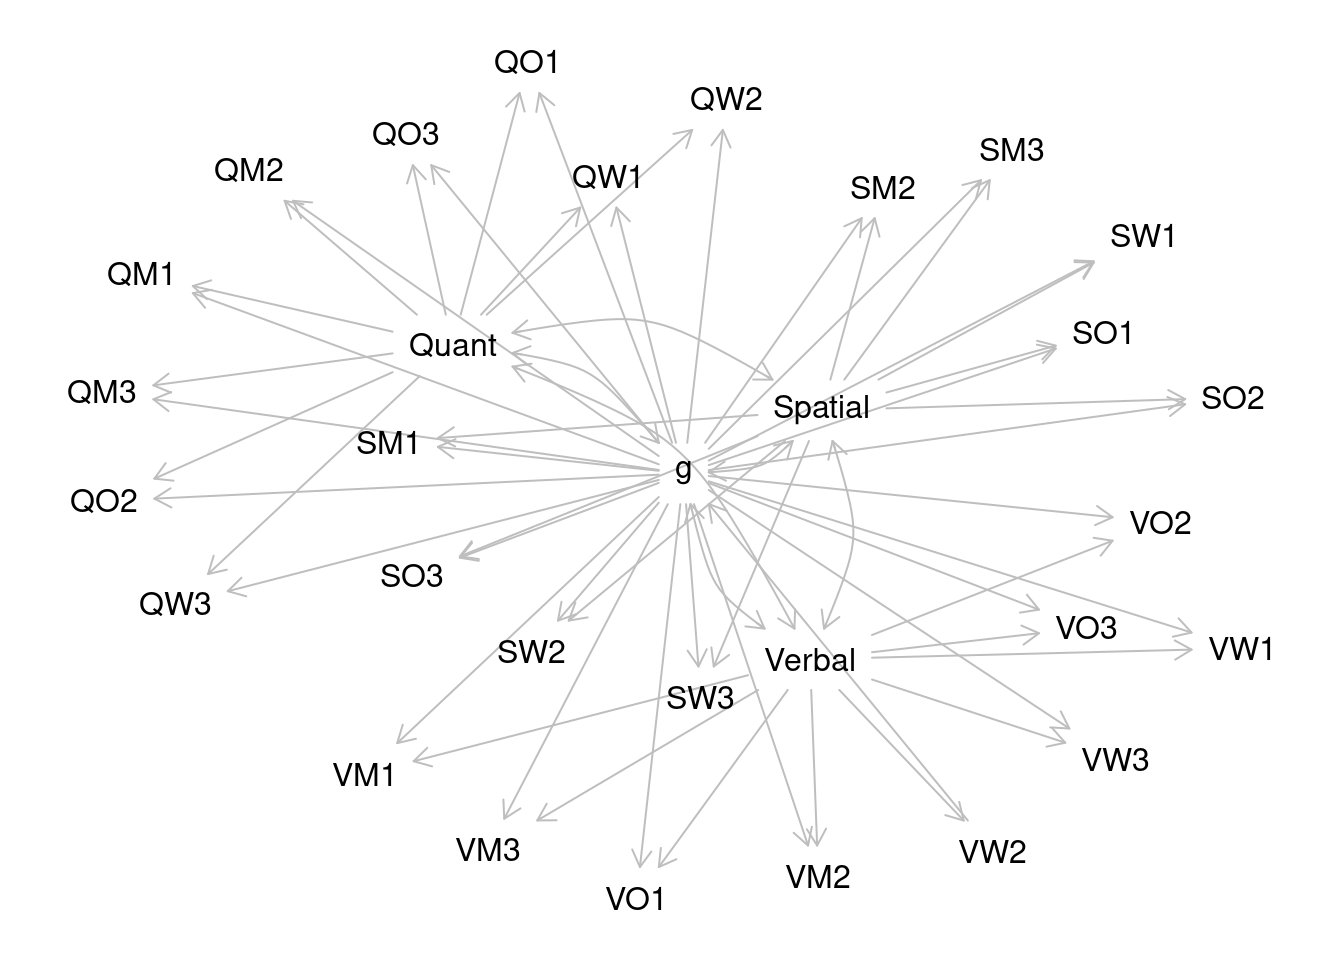 QO1
QW2
QO3
SM3
QM2
QW1
SM2
SW1
QM1
SO1
Quant
QM3
SO2
Spatial
SM1
g
QO2
VO2
SO3
QW3
VO3
SW2
VW1
Verbal
SW3
VW3
VM1
VM3
VW2
VM2
VO1